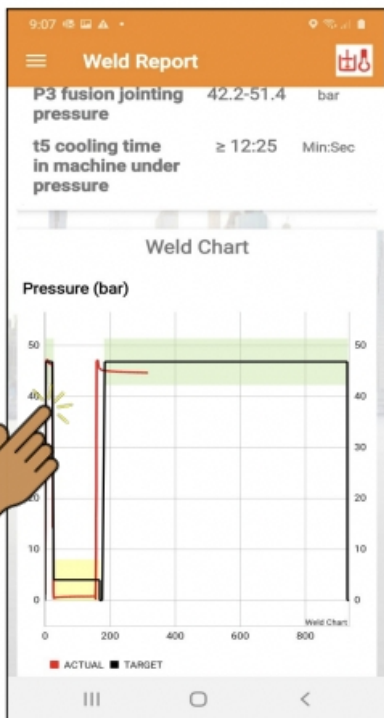 9:07
Weld Report
P3 fusion jointing 42.2-51.4 bar
pressure
t5 cooling time ≥ 12:25 Min:Sec
in machine under
pressure
Weld Chart
Pressure (bar)
50 50
40 40
30
20 20
10 10
0 0
Weld Chart
0 200 400 600 800
ACTUAL TARGET